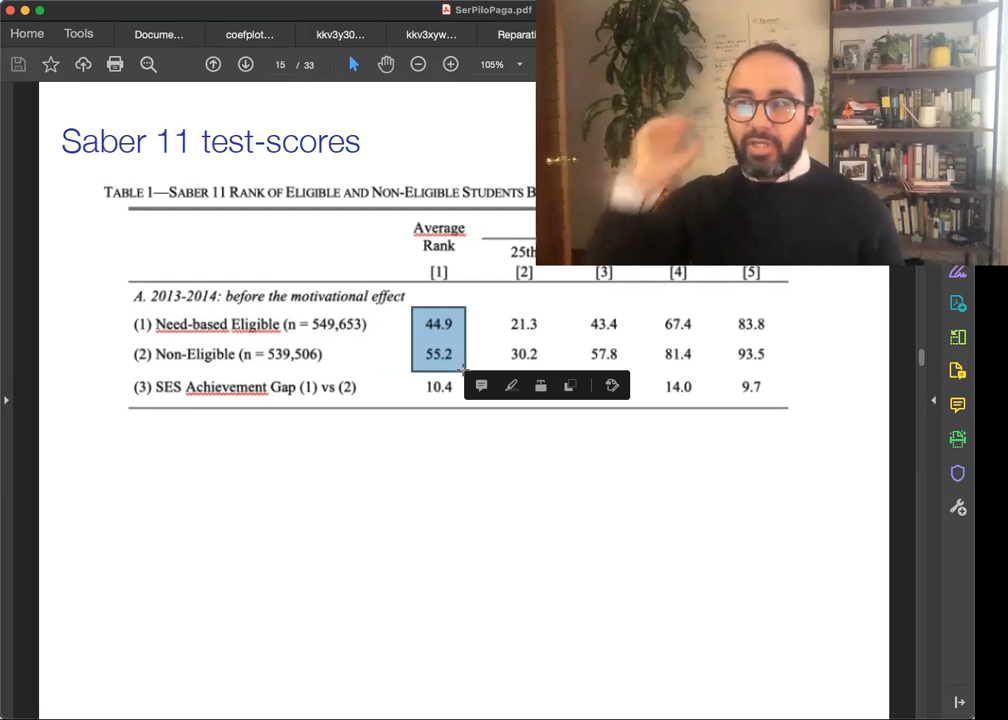 SerPiloPaga.pdf
Home Tools Docume... coefplot... kkv3y30... kkv3xyw... Reparati
15 / 33 105%
Saber 11 test-scores
TABLE 1—SABER 11 RANK OF ELIGIBLE AND NON-ELIGIBLE STUDENTS B
Average
Rank 25th
[1] [2] [3] [4] [5]
A. 2013-2014: before the motivational effect
(1) Need-based Eligible (n = 549,653) 44.9 21.3 43.4 67.4 83.8
(2) Non-Eligible (n = 539,506) 55.2 30.2 57.8 81.4 93.5
(3) SES Achievement Gap (1) vs (2) 10.4 14.0 9.7